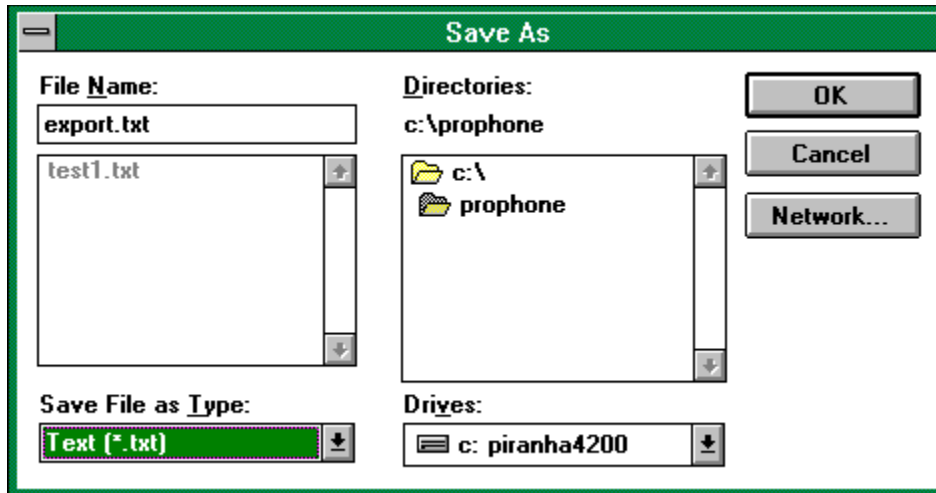 Save As
File Name:
export.txt
test1.txt
Save File as Type:
Text (*.txt)
Directories:
c:\prophone
c:\
prophone
Drives:
c: piranha4200
OK
Cancel
Network...